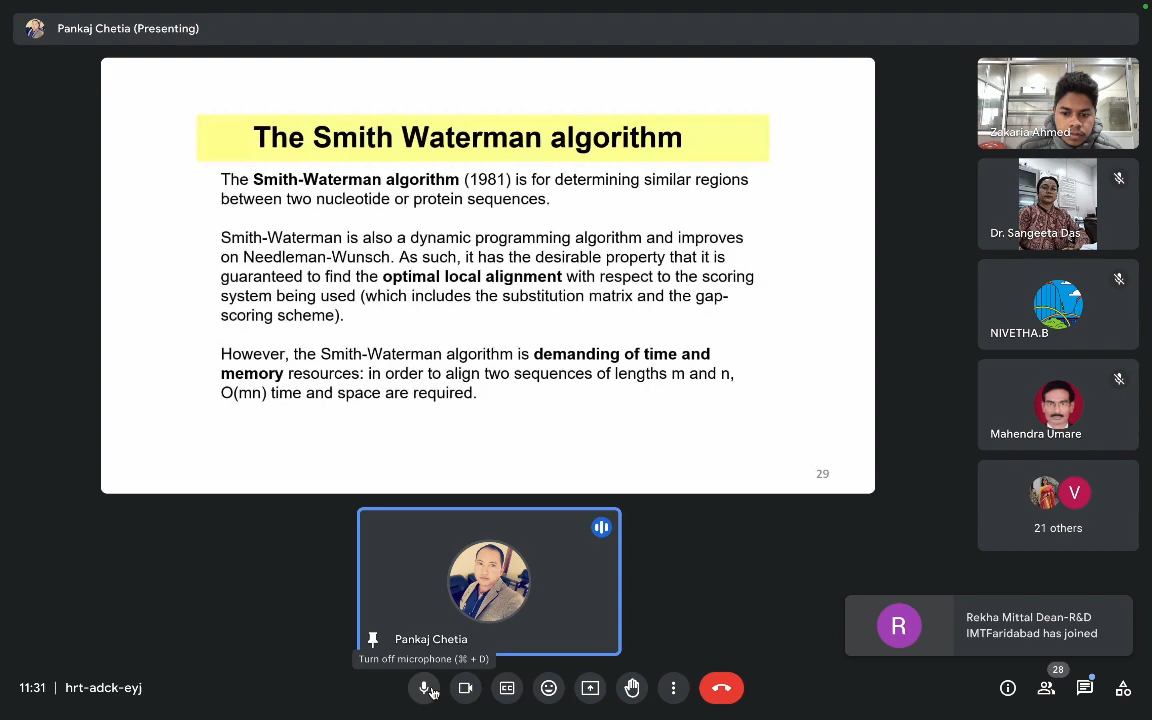 Pankaj Chetia (Presenting)
The Smith Waterman algorithm
The Smith-Waterman algorithm (1981) is for determining similar regions
between two nucleotide or protein sequences.
Smith-Waterman is also a dynamic programming algorithm and improves
on Needleman-Wunsch. As such, it has the desirable property that it is
guaranteed to find the optimal local alignment with respect to the scoring
system being used (which includes the substitution matrix and the gap-
scoring scheme).
However, the Smith-Waterman algorithm is demanding of time and
memory resources: in order to align two sequences of lengths m and n,
O(mn) time and space are required.
29
Zakaria Ahmed
Dr. Sangeeta Das
NIVETHA.B
Mahendra Umare
V
21 others
Pankaj Chetia
Turn off microphone (⌘ + D)
R
Rekha Mittal Dean-R&D
IMTFaridabad has joined
11:31 | hrt-adck-eyj
28